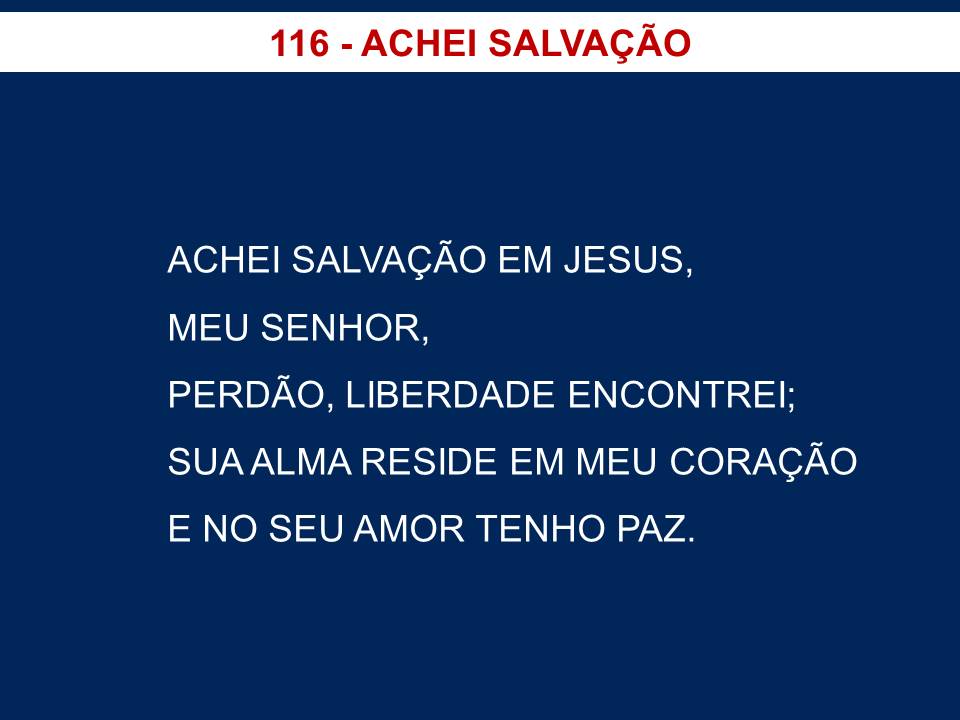 116 - ACHEI SALVAÇÃO
ACHEI SALVAÇÃO EM JESUS,
MEU SENHOR,
PERDÃO, LIBERDADE ENCONTREI;
SUA ALMA RESIDE EM MEU CORAÇÃO
E NO SEU AMOR TENHO PAZ.